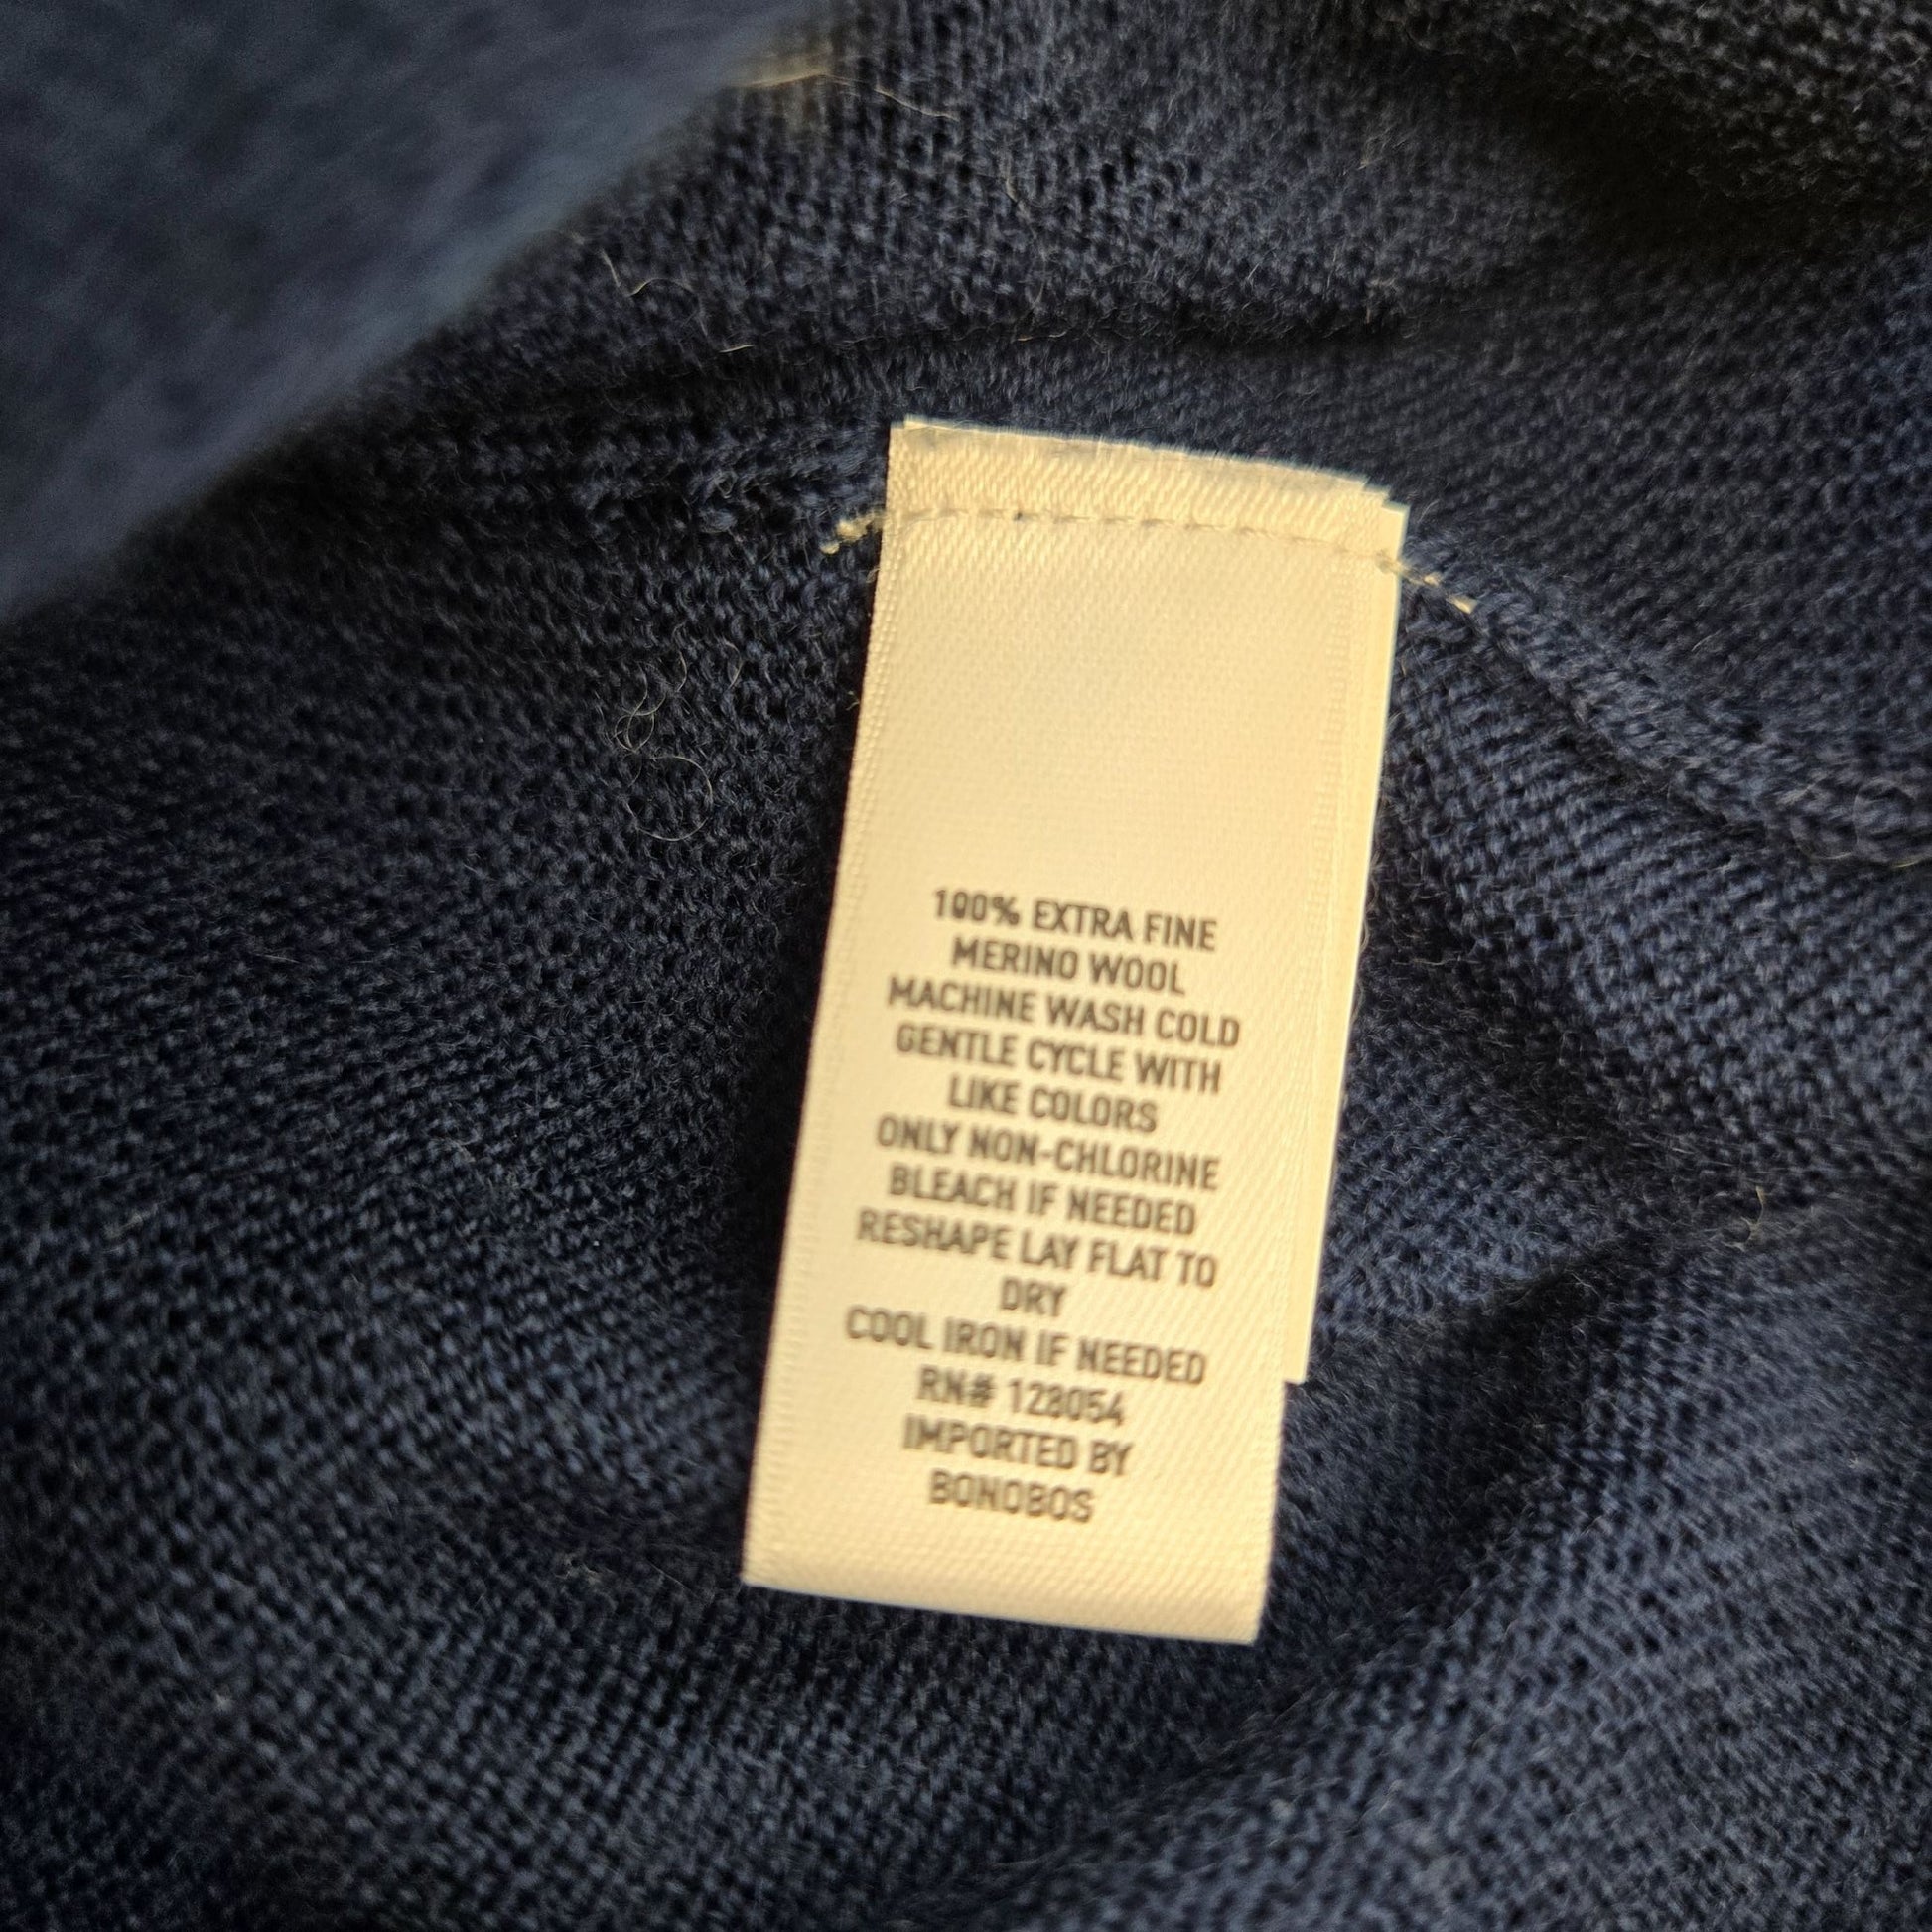 100% EXTRA FINE
MERINO WOOL
MACHINE WASH COLD
GENTLE CYCLE WITH
LIKE COLORS
ONLY NON-CHLORINE
BLEACH IF NEEDED
RESHAPE LAY FLAT TO
DRY
COOL IRON IF NEEDED
RN# 128054
IMPORTED BY
BONOBOS